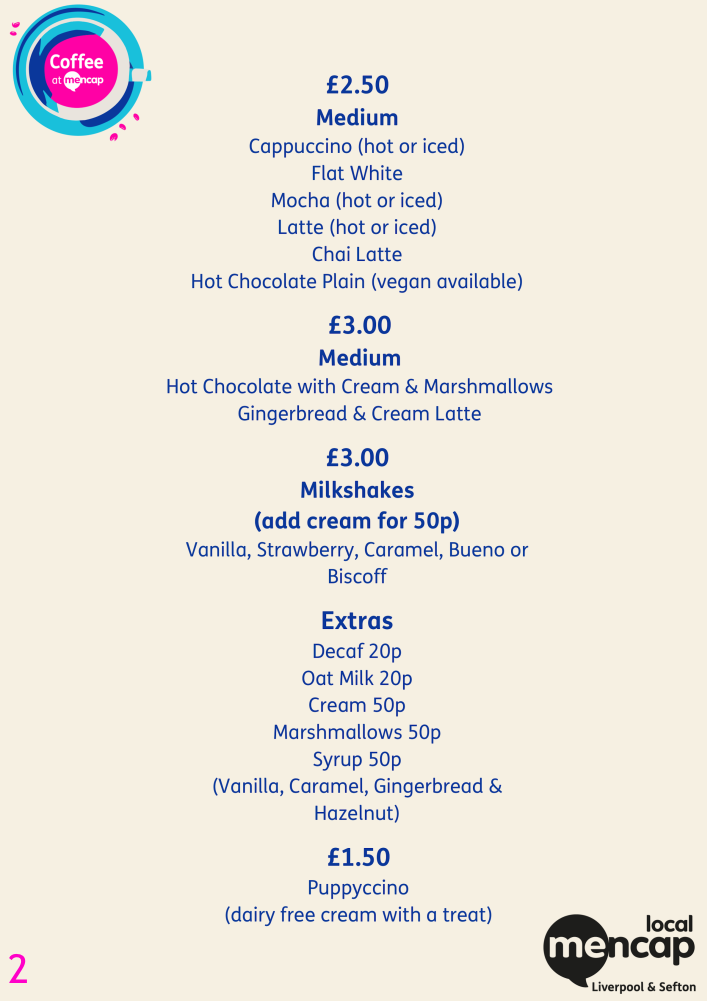 Coffee
at mencap
£2.50
Medium
Cappuccino (hot or iced)
Flat White
Mocha (hot or iced)
Latte (hot or iced)
Chai Latte
Hot Chocolate Plain (vegan available)
£3.00
Medium
Hot Chocolate with Cream & Marshmallows
Gingerbread & Cream Latte
£3.00
Milkshakes
(add cream for 50p)
Vanilla, Strawberry, Caramel, Bueno or
Biscoff
Extras
Decaf 20p
Oat Milk 20p
Cream 50p
Marshmallows 50p
Syrup 50p
(Vanilla, Caramel, Gingerbread &
Hazelnut)
£1.50
Puppyccino
(dairy free cream with a treat)
2
local
mencap
Liverpool & Sefton